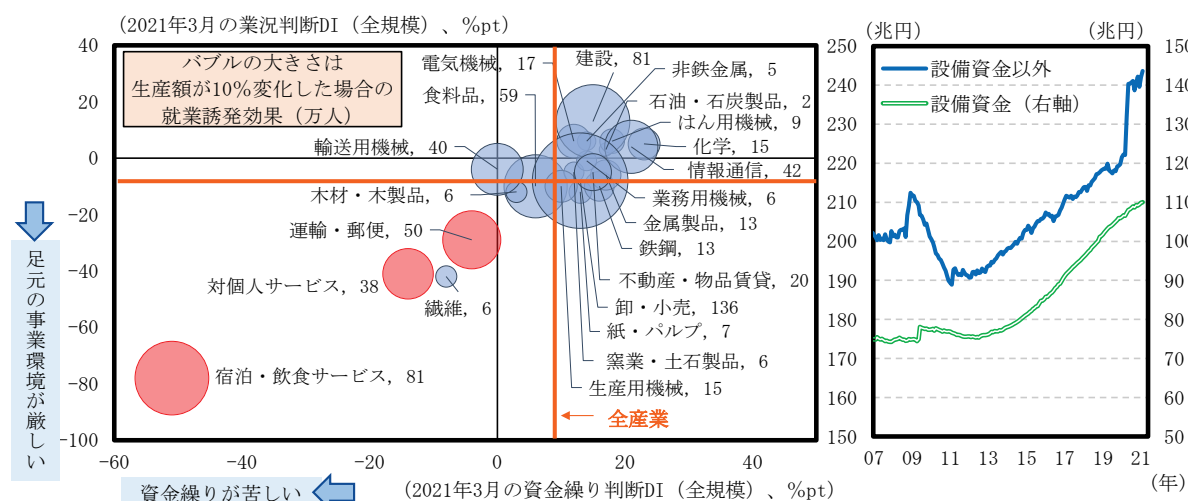 (2021年3月の業況判断DI(全規模)、%pt)
40
20
0
−20
−40
−60
−80
−100
−60
−40
−20
0
20
40
バブルの大きさは
生産額が10%変化した場合の
就業誘発効果(万人)
電気機械, 17
建設, 81
非鉄金属, 5
食料品, 59
石油・石炭製品, 2
はん用機械, 9
輸送用機械, 40
化学, 15
情報通信, 42
木材・木製品, 6
業務用機械, 6
金属製品, 13
運輸・郵便, 50
鉄鋼, 13
不動産・物品賃貸, 20
対個人サービス, 38
繊維, 6
卸・小売, 136
紙・パルプ, 7
窯業・土石製品, 6
宿泊・飲食サービス, 81
生産用機械, 15
全産業
足元の事業環境が厳しい
資金繰りが苦しい
(2021年3月の資金繰り判断DI(全規模)、%pt)
(兆円)
(兆円)
250
240
230
220
210
200
190
180
170
160
150
設備資金以外
設備資金(右軸)
150
140
130
120
110
100
90
80
70
60
50
07
09
11
13
15
17
19
21
(年)